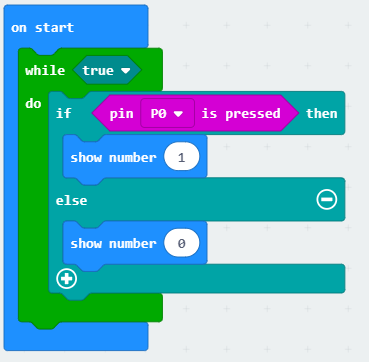 on start
while true
do
if pin P0 is pressed then
show number 1
else
show number 0